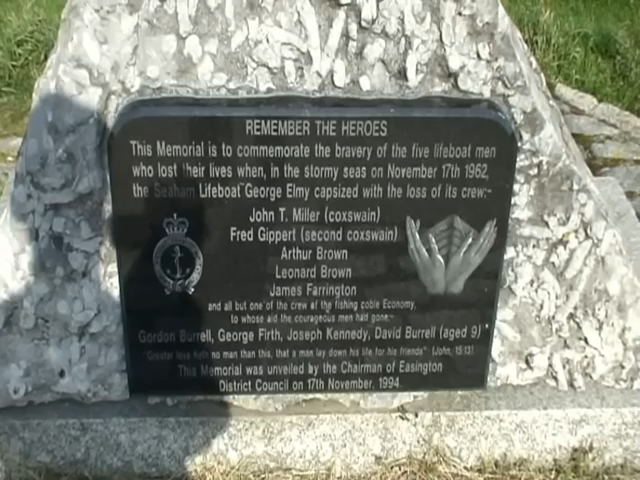 REMEMBER THE HEROES
This Memorial is to commemorate the bravery of the five lifeboat men
who lost their lives when, in the stormy seas on November 17th 1962,
the Seaham Lifeboat George Elmy capsized with the loss of its crew:-
John T. Miller (coxswain)
Fred Gippert (second coxswain)
Arthur Brown
Leonard Brown
James Farrington
and all but one of the crew of the fishing coble Economy,
to whose aid the courageous men had gone:-
Gordon Burrell, George Firth, Joseph Kennedy, David Burrell (aged 9)
"Greater love hath no man than this, that a man lay down his life for his friends" (John, 15:13)
This Memorial was unveiled by the Chairman of Easington
District Council on 17th November, 1994.